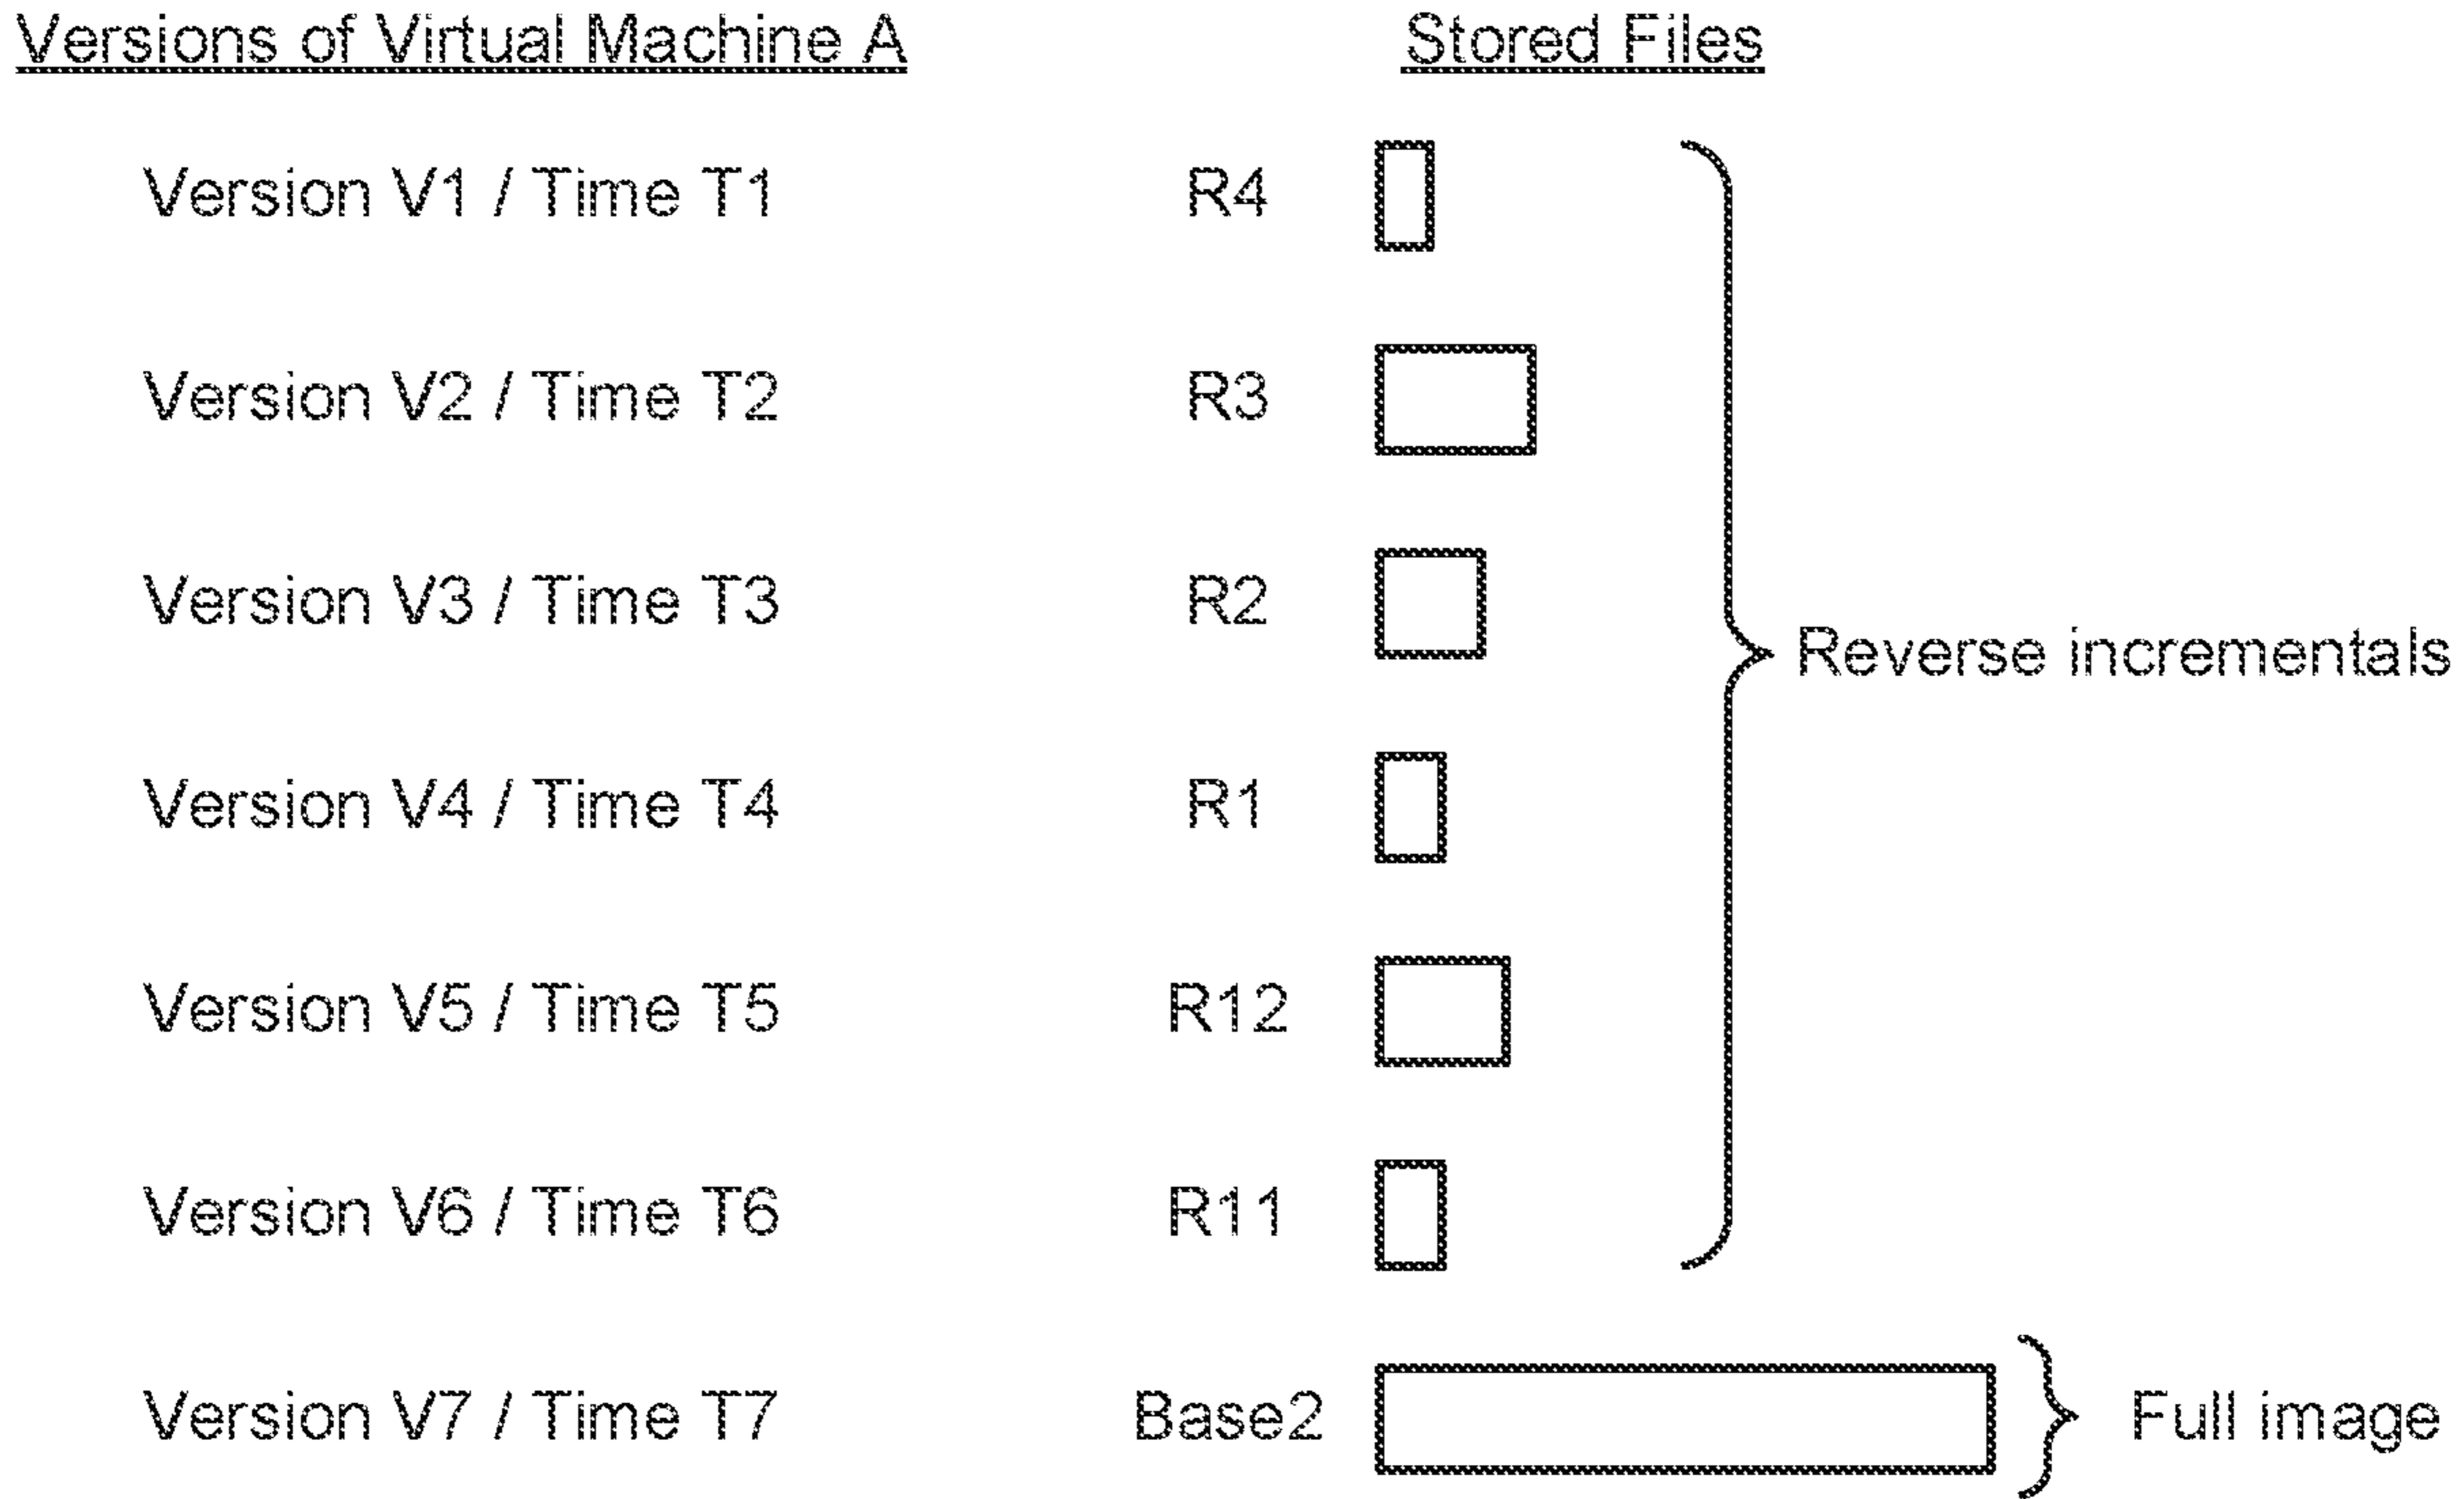 Versions of Virtual Machine A Stored Files
Version V1 / Time T1 R4
Version V2 / Time T2 R3
Version V3 / Time T3 R2
Reverse incrementals
Version V4 / Time T4 R1
Version V5 / Time T5 R12
Version V6 / Time T6 R11
Version V7 / Time T7 Base2 Full image